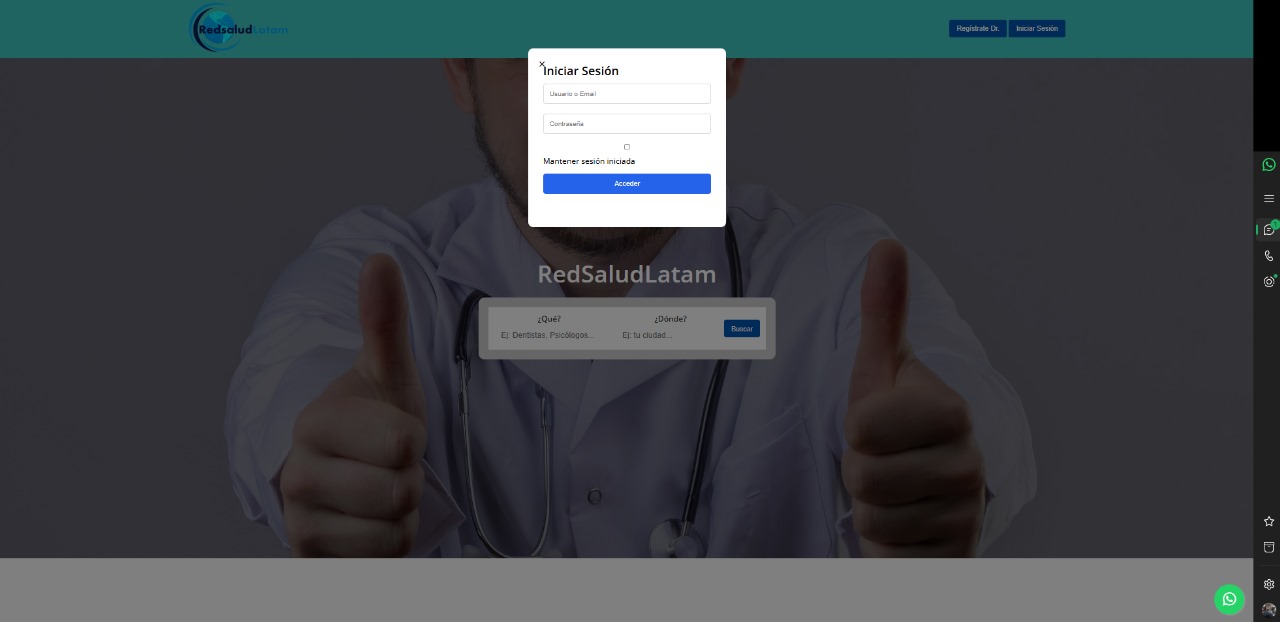 RedsaludLatam
Regístrate Dr.
Iniciar Sesión
×
Iniciar Sesión
Usuario o Email
Contraseña
Mantener sesión iniciada
Acceder
RedSaludLatam
¿Qué?
¿Dónde?
Ej: Dentistas, Psicólogos...
Ej: tu ciudad...
Buscar